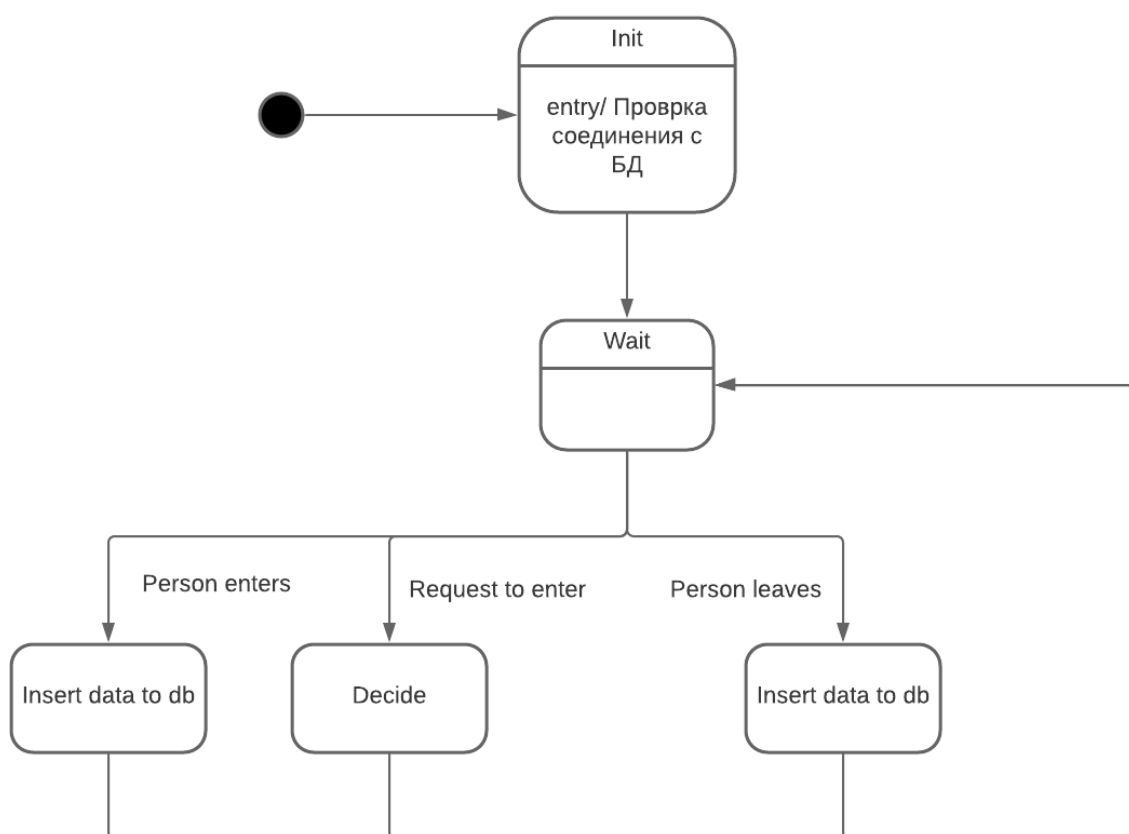 Init
entry/ Проврка
соединения с
БД
Wait
Person enters
Request to enter
Person leaves
Insert data to db
Decide
Insert data to db